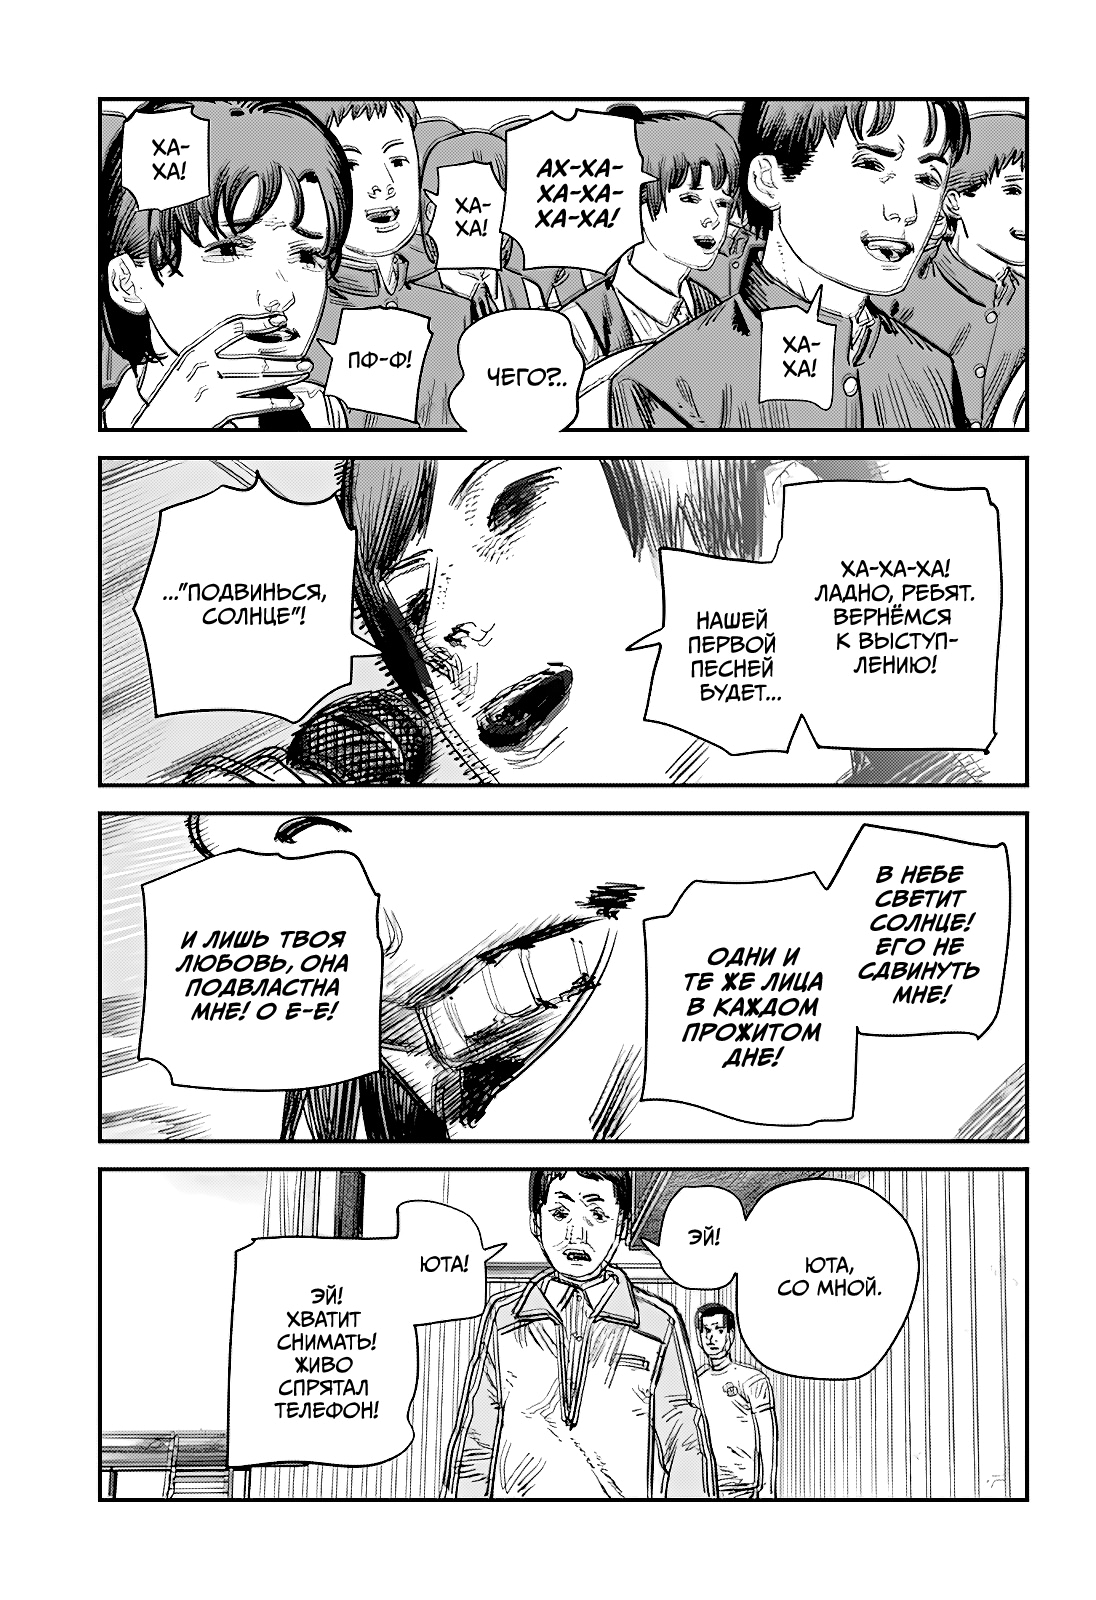 ХА-
ХА!
АХ-ХА-
ХА-ХА-
ХА-ХА!
ХА-
ХА!
ХА-
ХА!
ЧЕГО?..
ПФ-Ф!
ХА-ХА-ХА!
ЛАДНО, РЕБЯТ.
ВЕРНЁМСЯ
К ВЫСТУП-
ЛЕНИЮ!
НАШЕЙ
ПЕРВОЙ
ПЕСНЕЙ
БУДЕТ...
..."ПОДВИНЬСЯ,
СОЛНЦЕ"!
В НЕБЕ
СВЕТИТ
СОЛНЦЕ!
ЕГО НЕ
СДВИНУТЬ
МНЕ!
ОДНИ И
ТЕ ЖЕ ЛИЦА
В КАЖДОМ
ПРОЖИТОМ
ДНЕ!
И ЛИШЬ ТВОЯ
ЛЮБОВЬ, ОНА
ПОДВЛАСТНА
МНЕ! О Е-Е!
ЮТА,
СО МНОЙ.
ЭЙ!
ЮТА!
ЭЙ!
ХВАТИТ
СНИМАТЬ!
ЖИВО
СПРЯТАЛ
ТЕЛЕФОН!